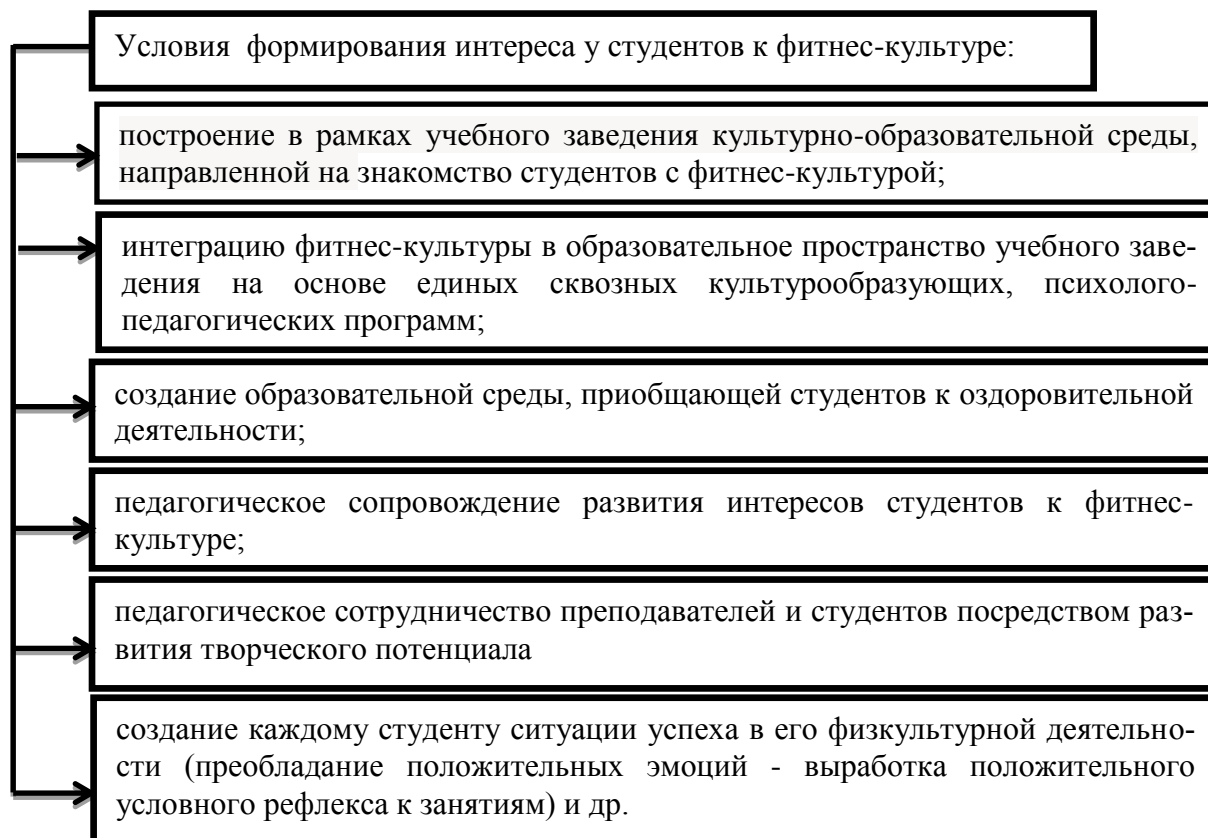 Условия формирования интереса у студентов к фитнес-культуре:
построение в рамках учебного заведения культурно-образовательной среды,
направленной на знакомство студентов с фитнес-культурой;
интеграцию фитнес-культуры в образовательное пространство учебного заве-
дения на основе единых сквозных культурообразующих, психолого-
педагогических программ;
создание образовательной среды, приобщающей студентов к оздоровительной
деятельности;
педагогическое сопровождение развития интересов студентов к фитнес-
культуре;
педагогическое сотрудничество преподавателей и студентов посредством раз-
вития творческого потенциала
создание каждому студенту ситуации успеха в его физкультурной деятельно-
сти (преобладание положительных эмоций - выработка положительного
условного рефлекса к занятиям) и др.